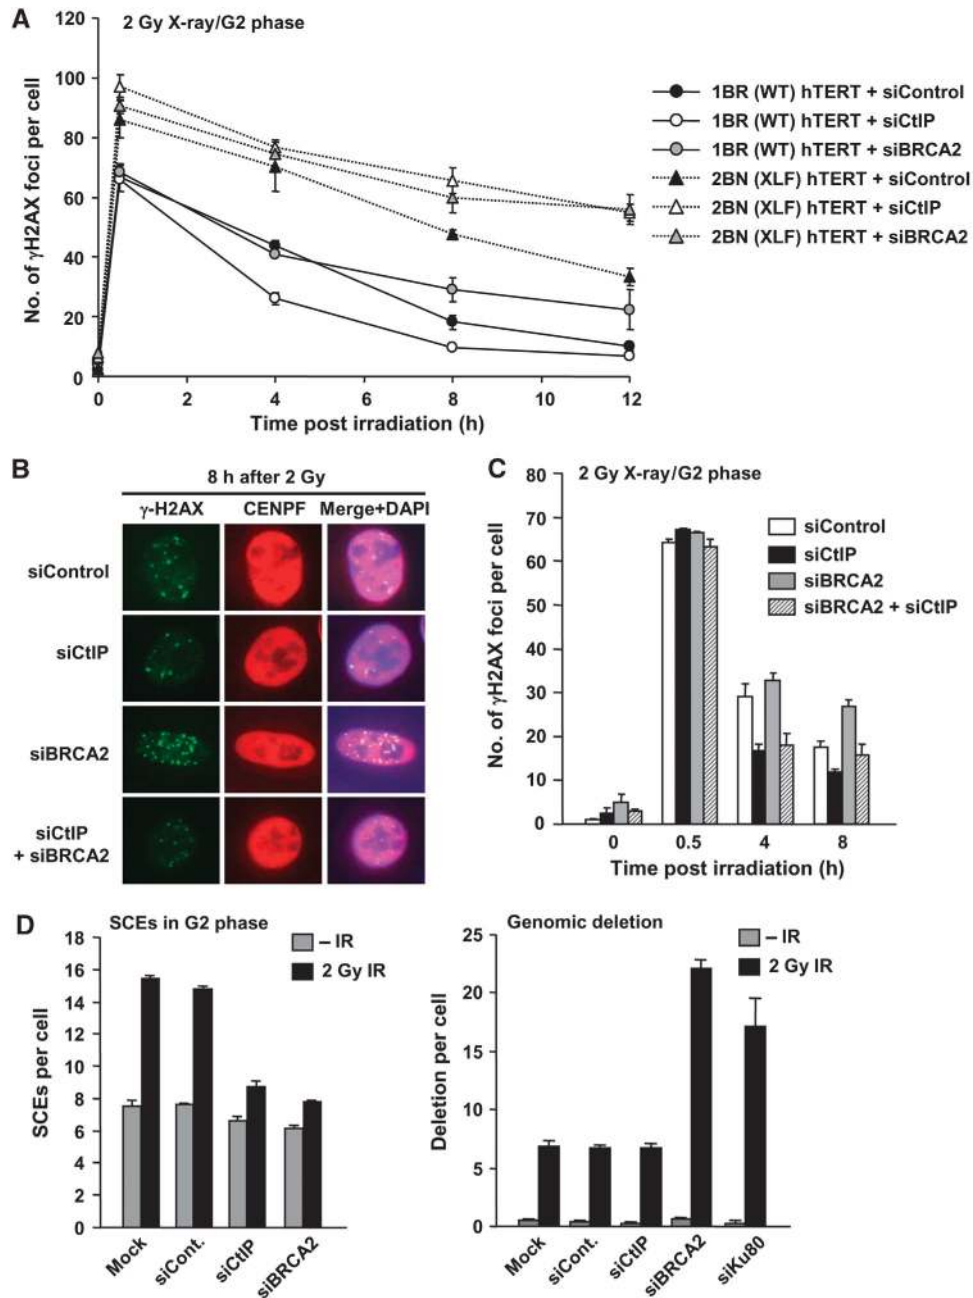 A
2 Gy X-ray/G2 phase
No. of γH2AX foci per cell
120
100
80
60
40
20
0
0 2 4 6 8 10 12
Time post irradiation (h)
1BR (WT) hTERT + siControl
1BR (WT) hTERT + siCtIP
1BR (WT) hTERT + siBRCA2
2BN (XLF) hTERT + siControl
2BN (XLF) hTERT + siCtIP
2BN (XLF) hTERT + siBRCA2
B
8 h after 2 Gy
γ-H2AX CENPF Merge+DAPI
siControl
siCtIP
siBRCA2
siCtIP
+ siBRCA2
C
2 Gy X-ray/G2 phase
No. of γH2AX foci per cell
80
70
60
50
40
30
20
10
0
0 0.5 4 8
Time post irradiation (h)
siControl
siCtIP
siBRCA2
siBRCA2 + siCtIP
D
SCEs in G2 phase
SCEs per cell
18
16
14
12
10
8
6
4
2
0
– IR
2 Gy IR
Mock siCont. siCtIP siBRCA2
Genomic deletion
Deletion per cell
25
20
15
10
5
0
– IR
2 Gy IR
Mock siCont. siCtIP siBRCA2 siKu80